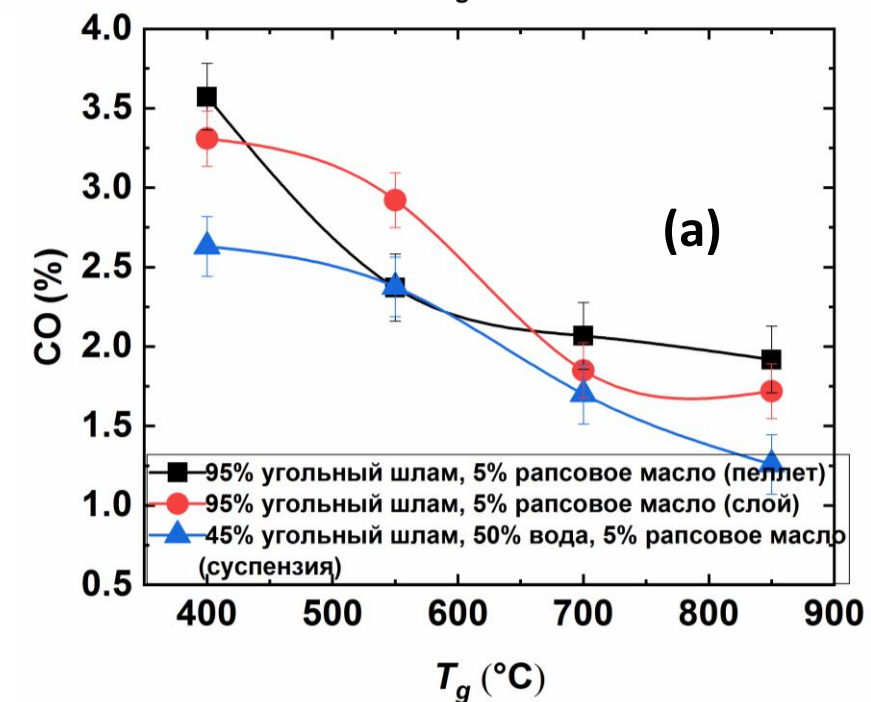 g
4.0
3.5
3.0
2.5
2.0
1.5
1.0
0.5
CO (%)
(a)
95% угольный шлам, 5% рапсовое масло (пеллет)
95% угольный шлам, 5% рапсовое масло (слой)
45% угольный шлам, 50% вода, 5% рапсовое масло
(суспензия)
400 500 600 700 800 900
Tg (°C)